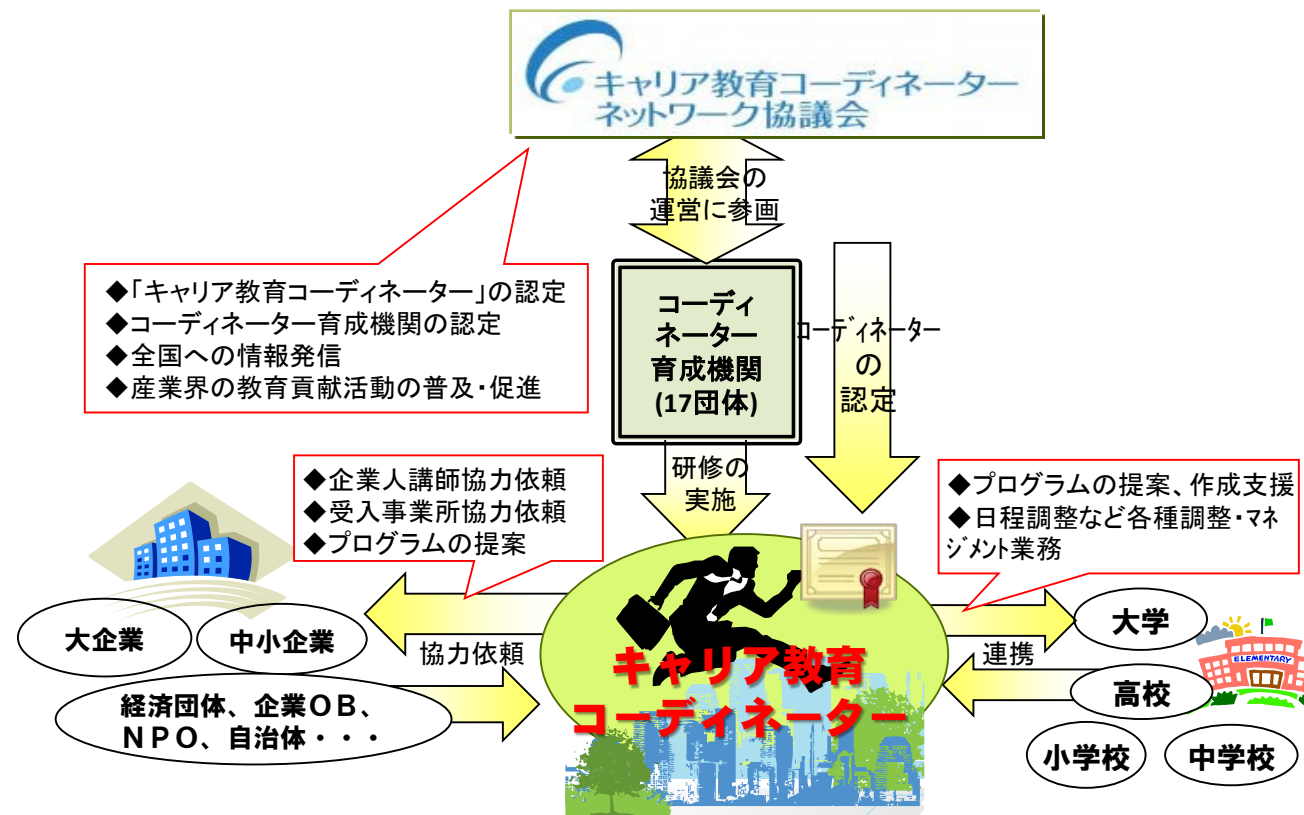 キャリア教育コーディネーター
ネットワーク協議会
協議会の
運営に参画
◆「キャリア教育コーディネーター」の認定
◆コーディネーター育成機関の認定
◆全国への情報発信
◆産業界の教育貢献活動の普及・促進
コーディ
ネーター
育成機関
(17団体)
コーディネーター
の
認定
研修の
実施
◆企業人講師協力依頼
◆受入事業所協力依頼
◆プログラムの提案
◆プログラムの提案、作成支援
◆日程調整など各種調整・マネ
ジメント業務
大企業
中小企業
協力依頼
経済団体、企業ＯＢ、
ＮＰＯ、自治体・・・
キャリア教育
コーディネーター
連携
大学
ELEMENTARY
高校
小学校
中学校